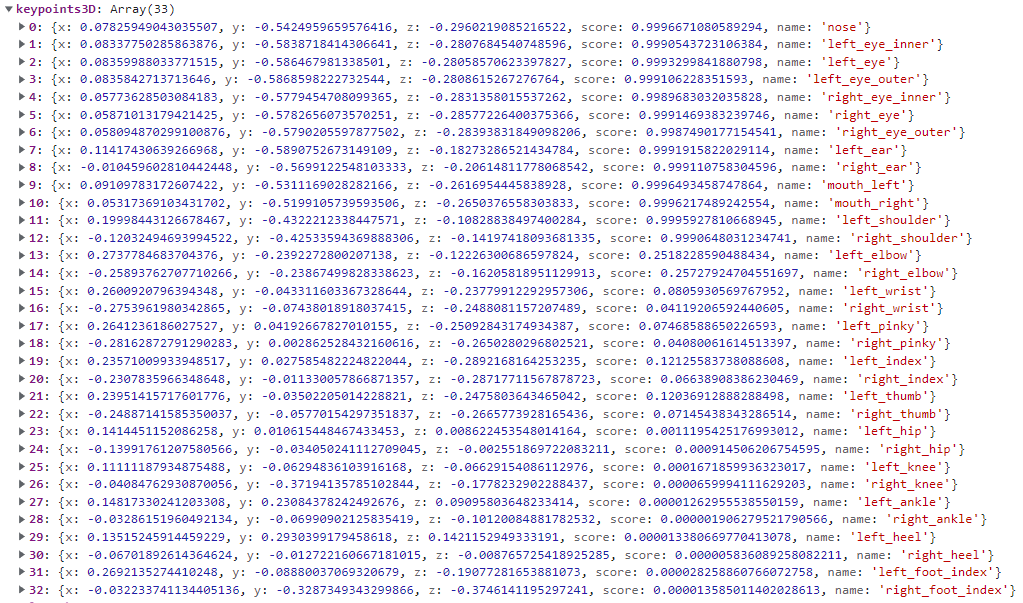 keypoints3D: Array(33)
0: {x: 0.07825949043035507, y: -0.5424959659576416, z: -0.2960219085216522, score: 0.9996671080589294, name: 'nose'}
1: {x: 0.08337750285863876, y: -0.5838718414306641, z: -0.2807684540748596, score: 0.9990543723106384, name: 'left_eye_inner'}
2: {x: 0.08359988033771515, y: -0.586467981338501, z: -0.28058570623397827, score: 0.9993299841880798, name: 'left_eye'}
3: {x: 0.0835842713713646, y: -0.5868598222732544, z: -0.2808615267276764, score: 0.999106228351593, name: 'left_eye_outer'}
4: {x: 0.05773628503084183, y: -0.5779454708099365, z: -0.2831358015537262, score: 0.9989683032035828, name: 'right_eye_inner'}
5: {x: 0.05871013179421425, y: -0.5782656073570251, z: -0.28577226400375366, score: 0.9991469383239746, name: 'right_eye'}
6: {x: 0.058094870299100876, y: -0.5790205597877502, z: -0.28393831849098206, score: 0.9987490177154541, name: 'right_eye_outer'}
7: {x: 0.11417430639266968, y: -0.5890752673149109, z: -0.18273286521434784, score: 0.9991915822029114, name: 'left_ear'}
8: {x: -0.010459602810442448, y: -0.5699122548103333, z: -0.20614811778068542, score: 0.999110758304596, name: 'right_ear'}
9: {x: 0.09109783172607422, y: -0.5311169028282166, z: -0.2616954445838928, score: 0.9996493458747864, name: 'mouth_left'}
10: {x: 0.05317369103431702, y: -0.5199105739593506, z: -0.2650376558303833, score: 0.9996217489242554, name: 'mouth_right'}
11: {x: 0.19998443126678467, y: -0.4322212338447571, z: -0.10828838497400284, score: 0.9995927810668945, name: 'left_shoulder'}
12: {x: -0.12032494693994522, y: -0.42533594369888306, z: -0.14197418093681335, score: 0.9990648031234741, name: 'right_shoulder'}
13: {x: 0.2737784683704376, y: -0.2392272800207138, z: -0.12226300686597824, score: 0.2518228590488434, name: 'left_elbow'}
14: {x: -0.25893762707710266, y: -0.23867499828338623, z: -0.16205818951129913, score: 0.25727924704551697, name: 'right_elbow'}
15: {x: 0.2600920796394348, y: -0.043311603367328644, z: -0.23779912292957306, score: 0.0805930569767952, name: 'left_wrist'}
16: {x: -0.2753961980342865, y: -0.07438018918037415, z: -0.2488081157207489, score: 0.04119206592440605, name: 'right_wrist'}
17: {x: 0.2641236186027527, y: 0.04192667827010155, z: -0.25092843174934387, score: 0.07468588650226593, name: 'left_pinky'}
18: {x: -0.28162872791290283, y: 0.002862528432160616, z: -0.2650280296802521, score: 0.04080061614513397, name: 'right_pinky'}
19: {x: 0.23571009933948517, y: 0.027585482224822044, z: -0.2892168164253235, score: 0.12125583738088608, name: 'left_index'}
20: {x: -0.2307835966348648, y: -0.011330057866871357, z: -0.28717711567878723, score: 0.06638908386230469, name: 'right_index'}
21: {x: 0.23951415717601776, y: -0.03502205014228821, z: -0.2475803643465042, score: 0.12036912888288498, name: 'left_thumb'}
22: {x: -0.24887141585350037, y: -0.05770154297351837, z: -0.2665773928165436, score: 0.07145438343286514, name: 'right_thumb'}
23: {x: 0.1414451152086258, y: 0.010615448467433453, z: 0.008622453548014164, score: 0.0011195425176993012, name: 'left_hip'}
24: {x: -0.13991761207580566, y: -0.034050241112709045, z: -0.002551869722083211, score: 0.000914506206754595, name: 'right_hip'}
25: {x: 0.11111187934875488, y: -0.06294836103916168, z: -0.06629154086112976, score: 0.0001671859936323017, name: 'left_knee'}
26: {x: -0.04084762930870056, y: -0.37194135785102844, z: -0.1778232902288437, score: 0.0000659994111629203, name: 'right_knee'}
27: {x: 0.14817330241203308, y: 0.23084378242492676, z: 0.09095803648233414, score: 0.000012629555385501​59, name: 'left_ankle'}
28: {x: -0.03286151960492134, y: -0.06990902125835419, z: -0.10120084881782532, score: 0.000001906279521790566, name: 'right_ankle'}
29: {x: 0.13515245914459229, y: 0.2930399179458618, z: 0.1421152949333191, score: 0.000013380669770413078, name: 'left_heel'}
30: {x: -0.06701892614364624, y: -0.012722160667181015, z: -0.008765725418925285, score: 0.000005836089258082211, name: 'right_heel'}
31: {x: 0.2692135274410248, y: -0.08880037069320679, z: -0.19077281653881073, score: 0.000028258860766072758, name: 'left_foot_index'}
32: {x: -0.032233741134405136, y: -0.3287349343299866, z: -0.3746141195297241, score: 0.000013585011402028613, name: 'right_foot_index'}